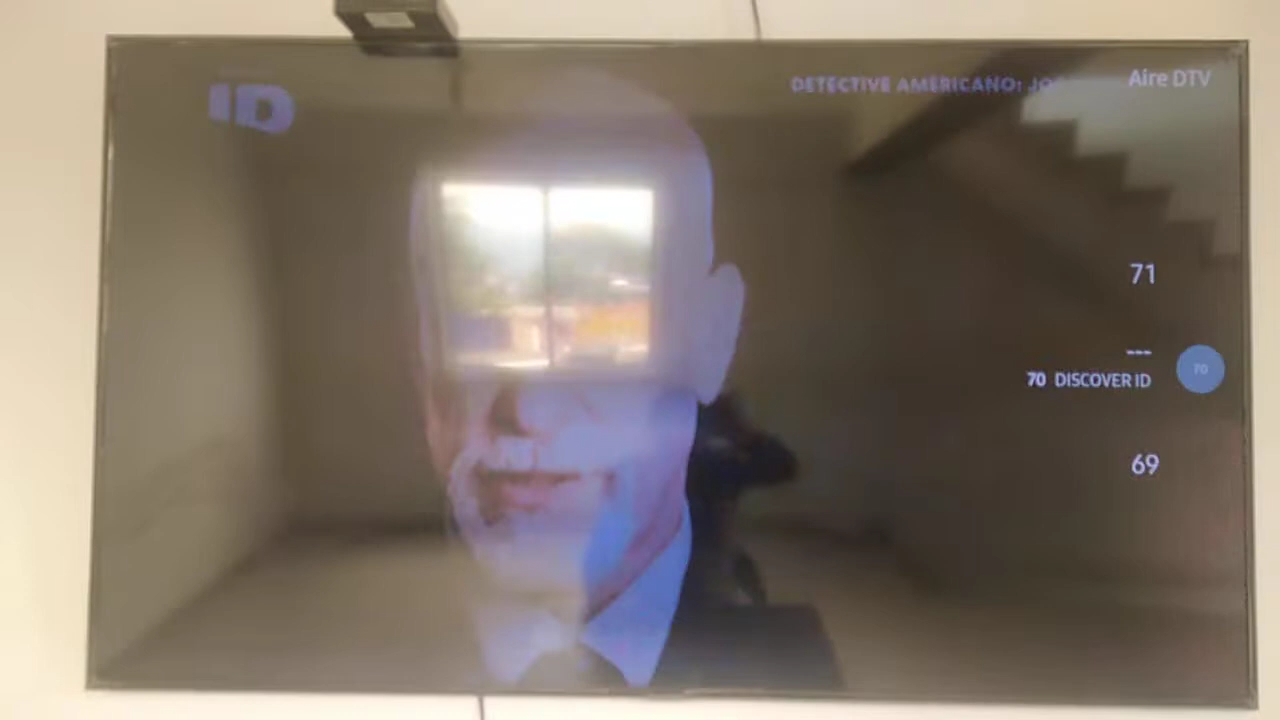 ID
DETECTIVE AMERICANO:
Aire DTV
71
---
70 DISCOVER ID
70
69